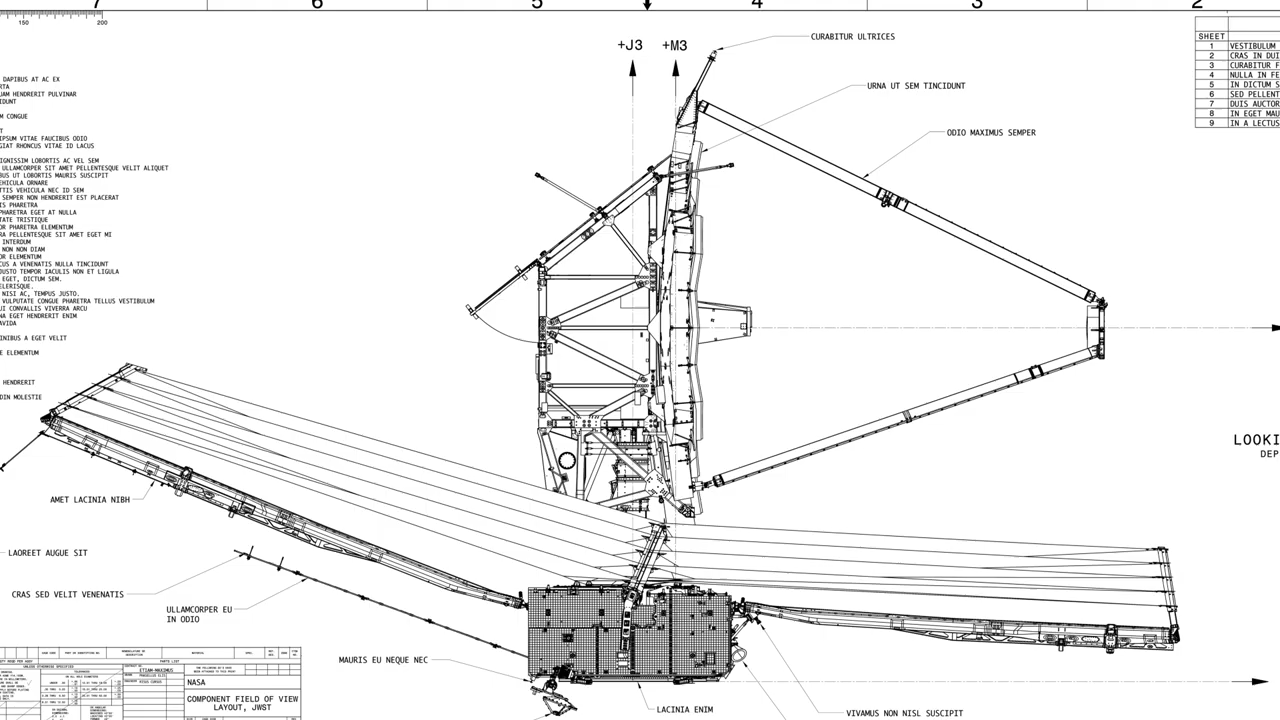 7
6
5
4
3
2
150
200
+J3
+M3
CURABITUR ULTRICES
URNA UT SEM TINCIDUNT
ODIO MAXIMUS SEMPER
SHEET
1 VESTIBULUM
2 CRAS IN DUI
3 CURABITUR F
4 NULLA IN FE
5 IN DICTUM S
6 SED PELLENT
7 DUIS AUCTOR
8 IN EGET MAU
9 IN A LECTUS
DAPIBUS AT AC EX
RTA
UAM HENDRERIT PULVINAR
IDUNT
M CONGUE
T
IPSUM VITAE FAUCIBUS ODIO
GIAT RHONCUS VITAE ID LACUS
IGNISSIM LOBORTIS AC VEL SEM
ULLAMCORPER SIT AMET PELLENTESQUE VELIT ALIQUET
BUS UT LOBORTIS MAURIS SUSCIPIT
EHICULA ORNARE
TTIS VEHICULA NEC ID SEM
SEMPER NON HENDRERIT EST PLACERAT
IS PHARETRA
PHARETRA EGET AT NULLA
TATE TRISTIQUE
OR PHARETRA ELEMENTUM
RA PELLENTESQUE SIT AMET EGET MI
INTERDUM
NON NON DIAM
OR ELEMENTUM
CUS A VENENATIS NULLA TINCIDUNT
USTO TEMPOR IACULIS NON ET LIGULA
EGET, DICTUM SEM.
ELERISQUE.
NISI AC, TEMPUS JUSTO.
VULPUTATE CONGUE PHARETRA TELLUS VESTIBULUM
UI CONVALLIS VIVERRA ARCU
NA EGET HENDRERIT ENIM
AVIDA
INIBUS A EGET VELIT
E ELEMENTUM
HENDRERIT
DIN MOLESTIE
LOOKI
DEP
AMET LACINIA NIBH
LAOREET AUGUE SIT
CRAS SED VELIT VENENATIS
ULLAMCORPER EU
IN ODIO
MAURIS EU NEQUE NEC
LACINIA ENIM
VIVAMUS NON NISL SUSCIPIT
PARTS LIST
ETIAM MAXIMUS
NASA
COMPONENT FIELD OF VIEW
LAYOUT, JWST